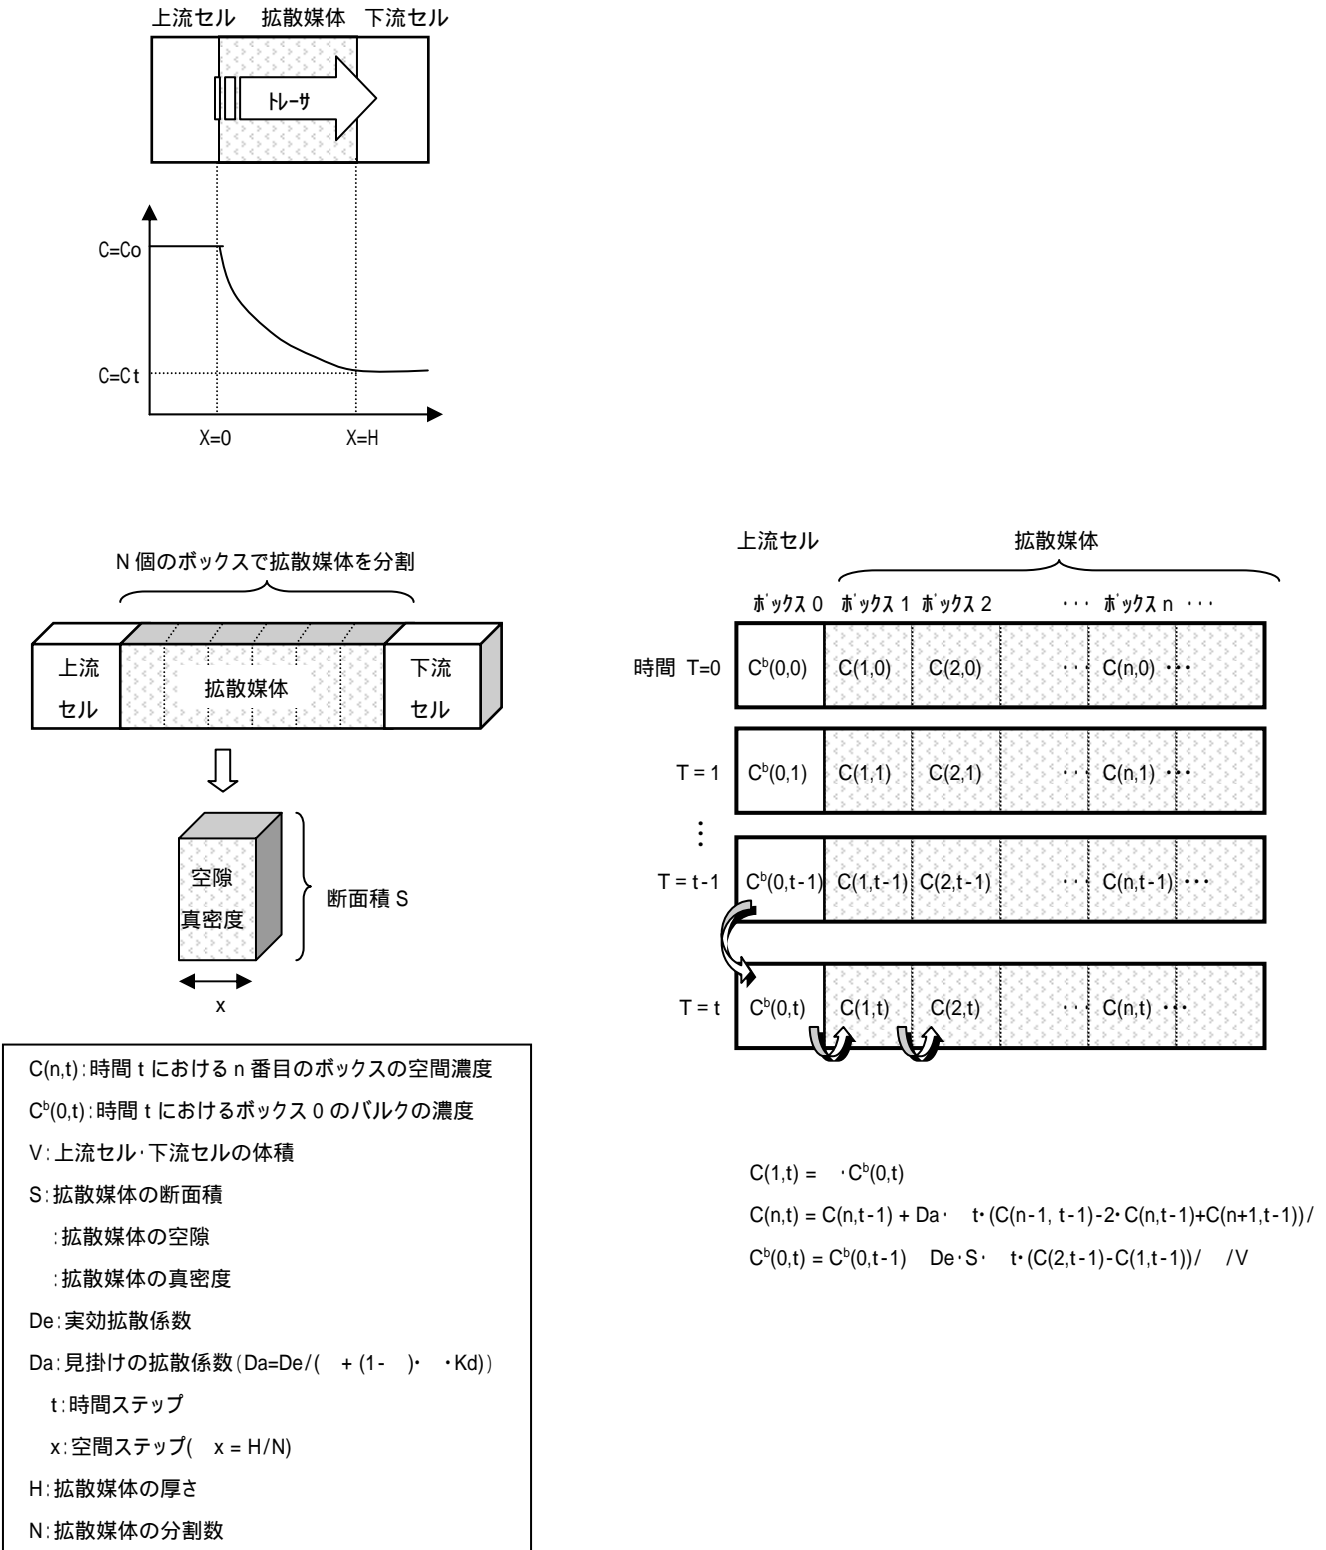 上流セル 拡散媒体 下流セル
トレーサ
C=Co
C=Ct
X=0 X=H
N 個のボックスで拡散媒体を分割
上流
セル
拡散媒体
下流
セル
空隙
真密度
断面積 S
x
C(n,t):時間 t における n 番目のボックスの空間濃度
Cᵇ(0,t):時間 t におけるボックス 0 のバルクの濃度
V:上流セル・下流セルの体積
S:拡散媒体の断面積
:拡散媒体の空隙
:拡散媒体の真密度
De:実効拡散係数
Da:見掛けの拡散係数(Da=De/( + (1- )・ ・Kd))
t:時間ステップ
x:空間ステップ( x = H/N)
H:拡散媒体の厚さ
N:拡散媒体の分割数
上流セル 拡散媒体
ボックス 0 ボックス 1 ボックス 2 ・・・ ボックス n ・・・
時間 T=0 Cᵇ(0,0) C(1,0) C(2,0) ・・・ C(n,0) ・・・
T = 1 Cᵇ(0,1) C(1,1) C(2,1) ・・・ C(n,1) ・・・
⋮
T = t-1 Cᵇ(0,t-1) C(1,t-1) C(2,t-1) ・・・ C(n,t-1) ・・・
T = t Cᵇ(0,t) C(1,t) C(2,t) ・・・ C(n,t) ・・・
C(1,t) = ・Cᵇ(0,t)
C(n,t) = C(n,t-1) + Da・ t・(C(n-1, t-1)-2・C(n,t-1)+C(n+1,t-1))/
Cᵇ(0,t) = Cᵇ(0,t-1) De・S・ t・(C(2,t-1)-C(1,t-1))/ /V